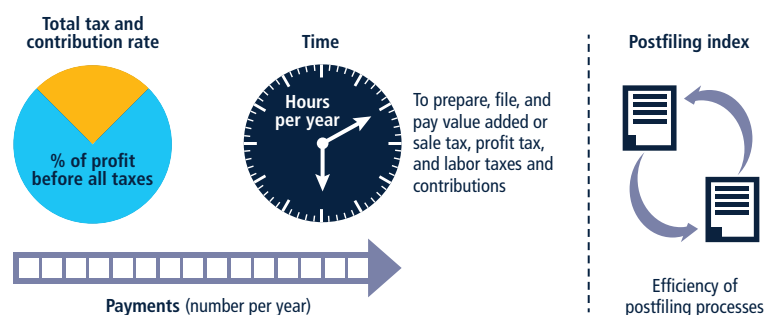 Total tax and
contribution rate
% of profit
before all taxes
Time
Hours
per year
To prepare, file, and
pay value added or
sale tax, profit tax,
and labor taxes and
contributions
Payments (number per year)
Postfiling index
Efficiency of
postfiling processes